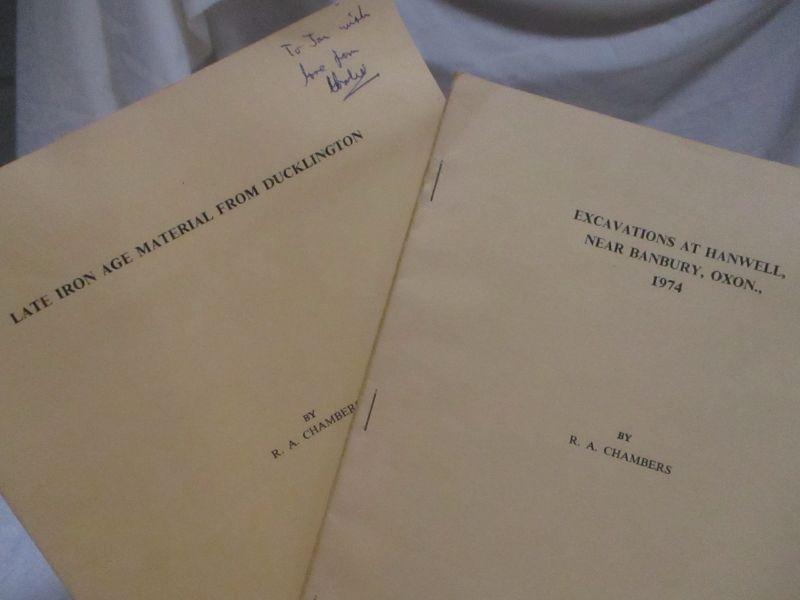 To Jan with
love from
LATE IRON AGE MATERIAL FROM DUCKLINGTON
BY
R. A. CHAMBERS
EXCAVATIONS AT HANWELL,
NEAR BANBURY, OXON.,
1974
BY
R. A. CHAMBERS